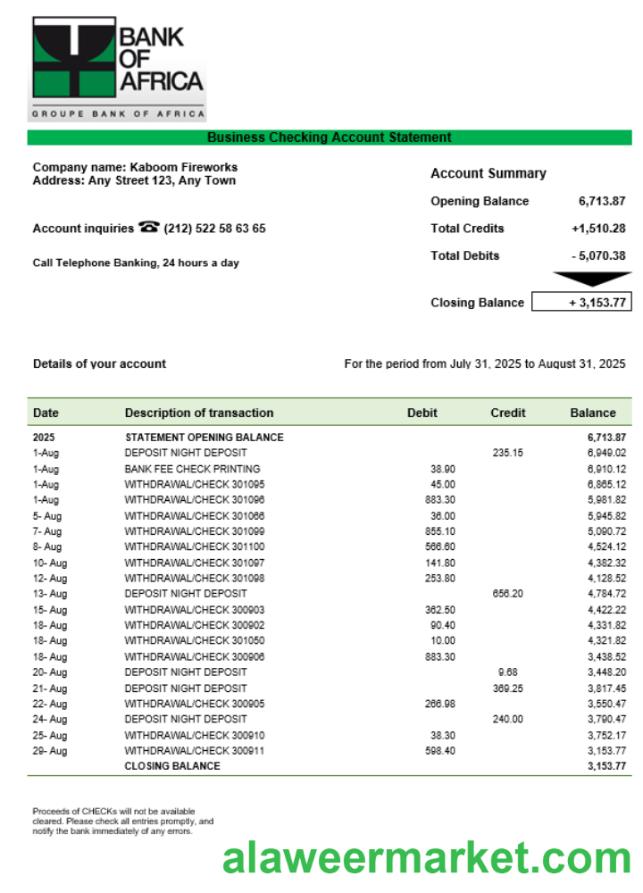 BANK
OF
AFRICA
GROUPE BANK OF AFRICA
Business Checking Account Statement
Company name: Kaboom Fireworks
Address: Any Street 123, Any Town
Account inquiries ☎ (212) 522 58 63 65
Call Telephone Banking, 24 hours a day
Account Summary
Opening Balance 6,713.87
Total Credits +1,510.28
Total Debits - 5,070.38
Closing Balance + 3,153.77
Details of your account For the period from July 31, 2025 to August 31, 2025
Date Description of transaction Debit Credit Balance
2025 STATEMENT OPENING BALANCE 6,713.87
1-Aug DEPOSIT NIGHT DEPOSIT 235.15 6,949.02
1-Aug BANK FEE CHECK PRINTING 38.90 6,910.12
1-Aug WITHDRAWAL/CHECK 301095 45.00 6,865.12
1-Aug WITHDRAWAL/CHECK 301096 883.30 5,981.82
5- Aug WITHDRAWAL/CHECK 301066 36.00 5,945.82
7- Aug WITHDRAWAL/CHECK 301099 855.10 5,090.72
8- Aug WITHDRAWAL/CHECK 301100 566.60 4,524.12
10- Aug WITHDRAWAL/CHECK 301097 141.80 4,382.32
12- Aug WITHDRAWAL/CHECK 301098 253.80 4,128.52
13- Aug DEPOSIT NIGHT DEPOSIT 656.20 4,784.72
15- Aug WITHDRAWAL/CHECK 300903 362.50 4,422.22
18- Aug WITHDRAWAL/CHECK 300902 90.40 4,331.82
18- Aug WITHDRAWAL/CHECK 301050 10.00 4,321.82
18- Aug WITHDRAWAL/CHECK 300906 883.30 3,438.52
20- Aug DEPOSIT NIGHT DEPOSIT 9.68 3,448.20
21- Aug DEPOSIT NIGHT DEPOSIT 369.25 3,817.45
22- Aug WITHDRAWAL/CHECK 300905 266.98 3,550.47
24- Aug DEPOSIT NIGHT DEPOSIT 240.00 3,790.47
25- Aug WITHDRAWAL/CHECK 300910 38.30 3,752.17
29- Aug WITHDRAWAL/CHECK 300911 598.40 3,153.77
CLOSING BALANCE 3,153.77
Proceeds of CHECKs will not be available
cleared. Please check all entries promptly, and
notify the bank immediately of any errors.
alaweermarket.com